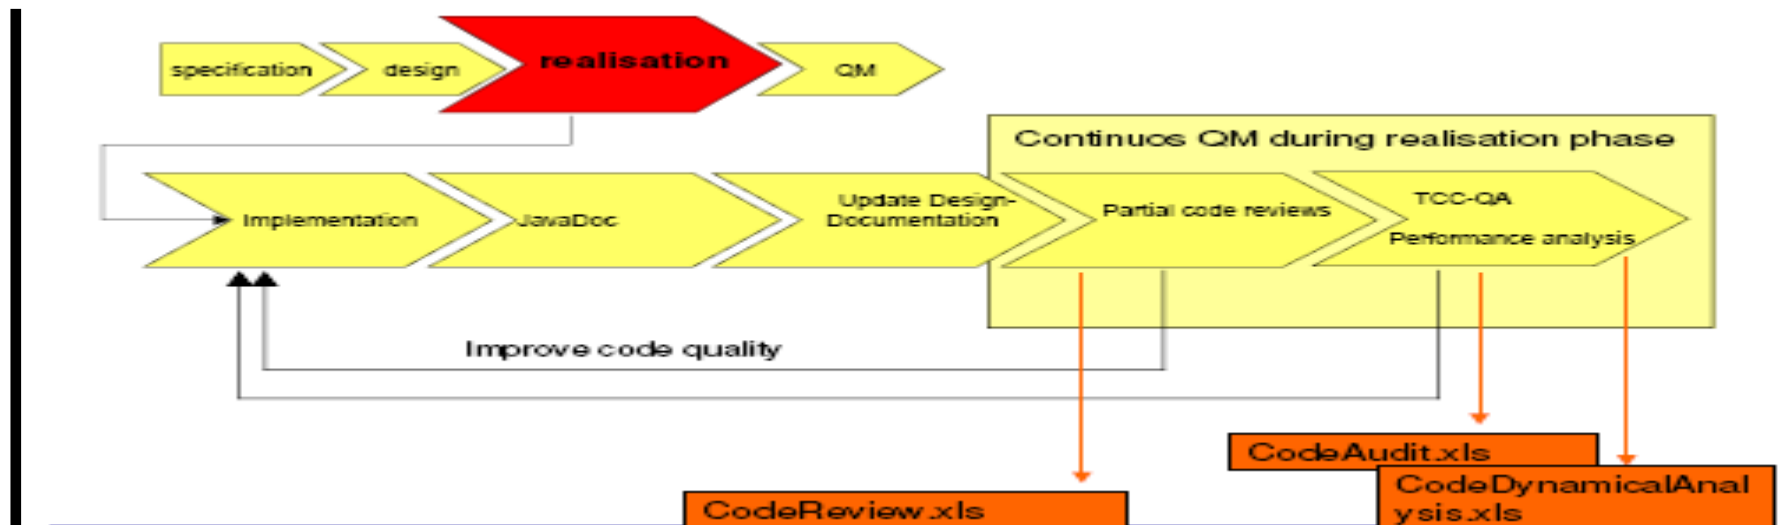 specification
design
realisation
QM
Continuos QM during realisation phase
Implementation
JavaDoc
Update Design-
Documentation
Partial code reviews
TCC-QA
Performance analysis
Improve code quality
CodeAudit.xls
CodeDynamicalAnal
ysis.xls
CodeReview.xls